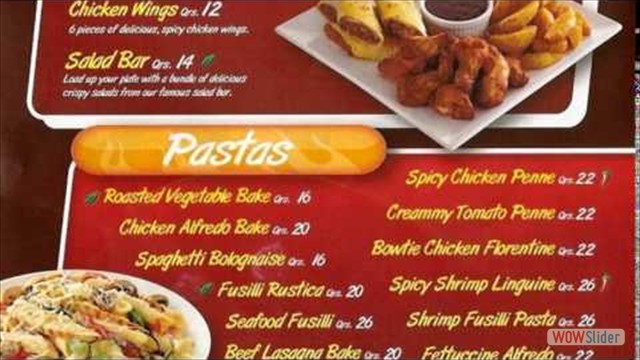 Chicken Wings Qrs. 12
6 pieces of delicious, spicy chicken wings.
Salad Bar Qrs. 14
Load up your plate with a bundle of delicious
crispy salads from our famous salad bar.
Pastas
Roasted Vegetable Bake Qrs. 16
Chicken Alfredo Bake Qrs. 20
Spaghetti Bolognaise Qrs. 16
Fusilli Rustica Qrs. 20
Seafood Fusilli Qrs. 26
Beef Lasagna Bake Qrs. 20
Spicy Chicken Penne Qrs. 22
Creammy Tomato Penne Qrs. 22
Bowtie Chicken Florentine Qrs. 22
Spicy Shrimp Linguine Qrs. 26
Shrimp Fusilli Pasta Qrs. 26
Fettuccine Alfredo Qrs. 22
WOWSlider